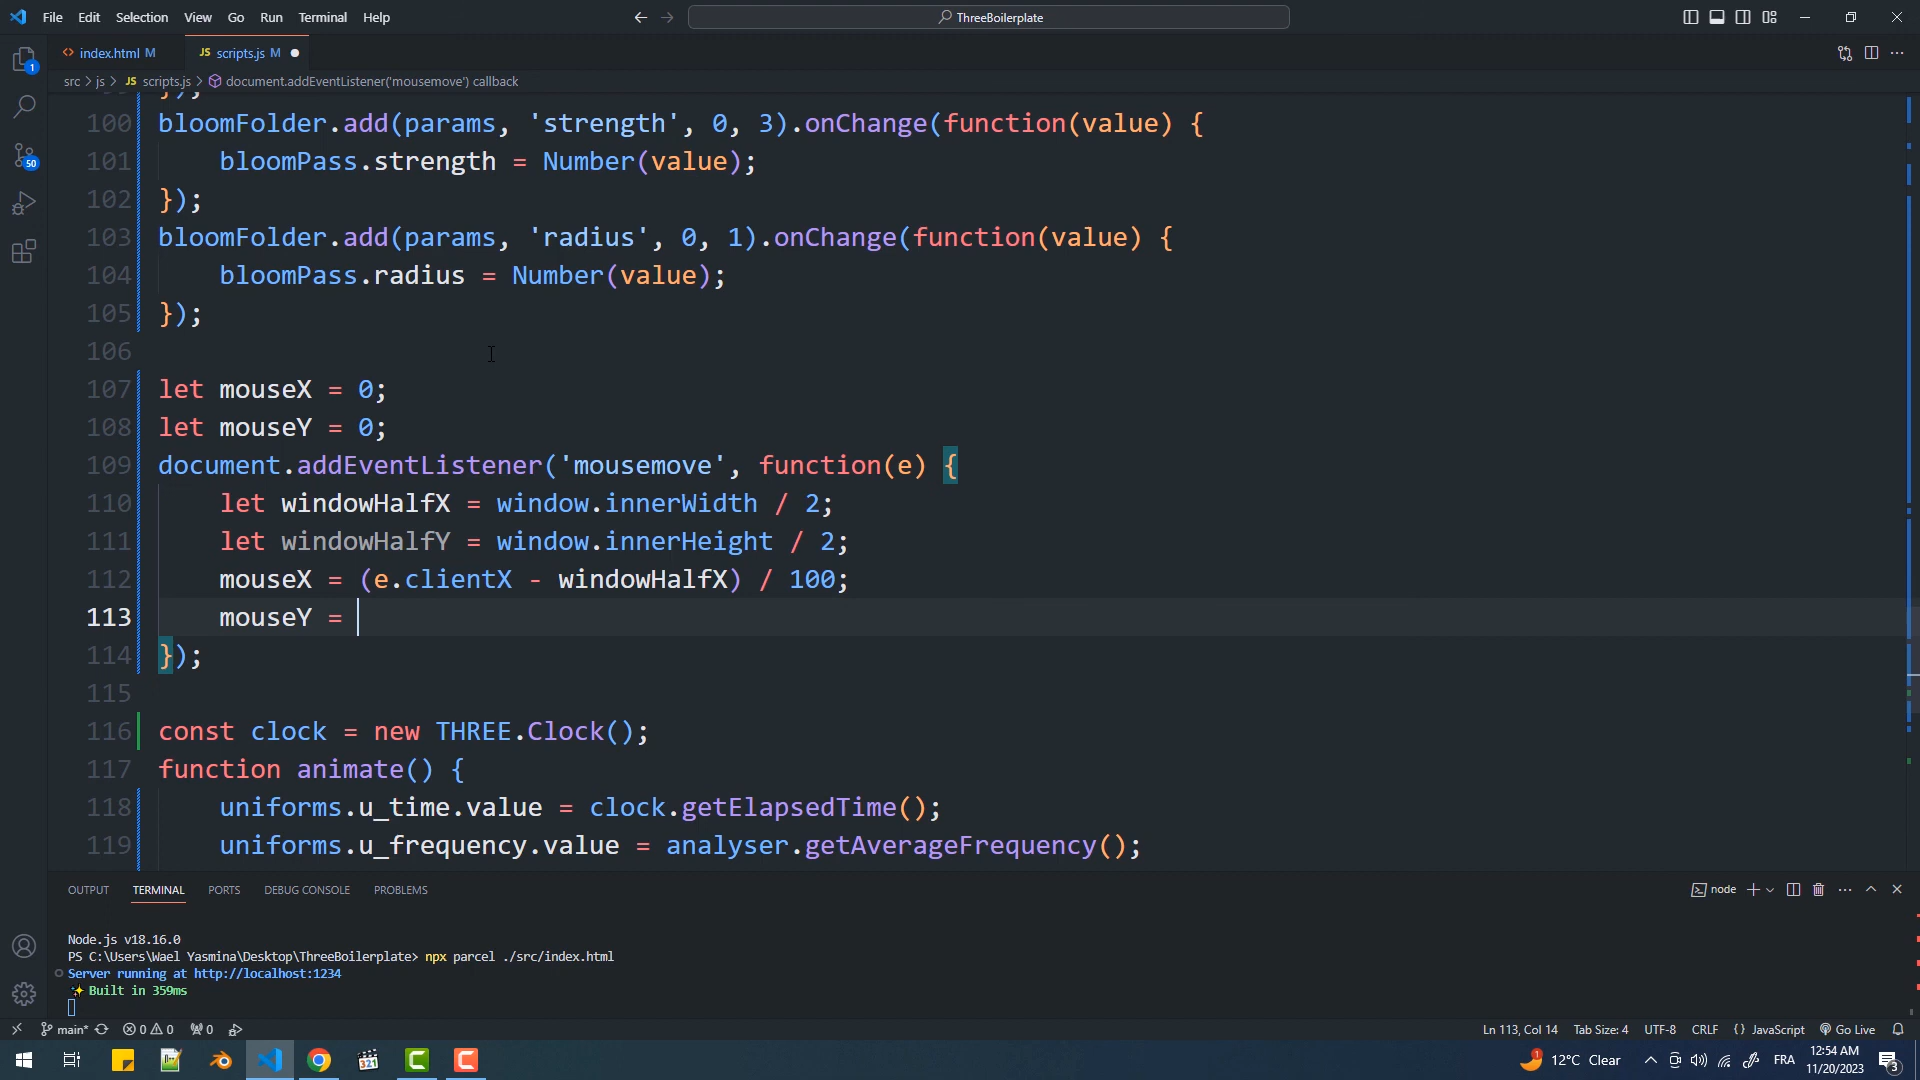 File Edit Selection View Go Run Terminal Help
ThreeBoilerplate
index.html M
JS scripts.js M
src > js > JS scripts.js > document.addEventListener('mousemove') callback
100 bloomFolder.add(params, 'strength', 0, 3).onChange(function(value) {
101 bloomPass.strength = Number(value);
102 });
103 bloomFolder.add(params, 'radius', 0, 1).onChange(function(value) {
104 bloomPass.radius = Number(value);
105 });
106
107 let mouseX = 0;
108 let mouseY = 0;
109 document.addEventListener('mousemove', function(e) {
110 let windowHalfX = window.innerWidth / 2;
111 let windowHalfY = window.innerHeight / 2;
112 mouseX = (e.clientX - windowHalfX) / 100;
113 mouseY =
114 });
115
116 const clock = new THREE.Clock();
117 function animate() {
118 uniforms.u_time.value = clock.getElapsedTime();
119 uniforms.u_frequency.value = analyser.getAverageFrequency();
OUTPUT TERMINAL PORTS DEBUG CONSOLE PROBLEMS
node
Node.js v18.16.0
PS C:\Users\Wael Yasmina\Desktop\ThreeBoilerplate> npx parcel ./src/index.html
Server running at http://localhost:1234
Built in 359ms
main* 0 0 0
Ln 113, Col 14 Tab Size: 4 UTF-8 CRLF {} JavaScript Go Live
1
50
321
1
12°C Clear
FRA
12:54 AM
11/20/2023
3